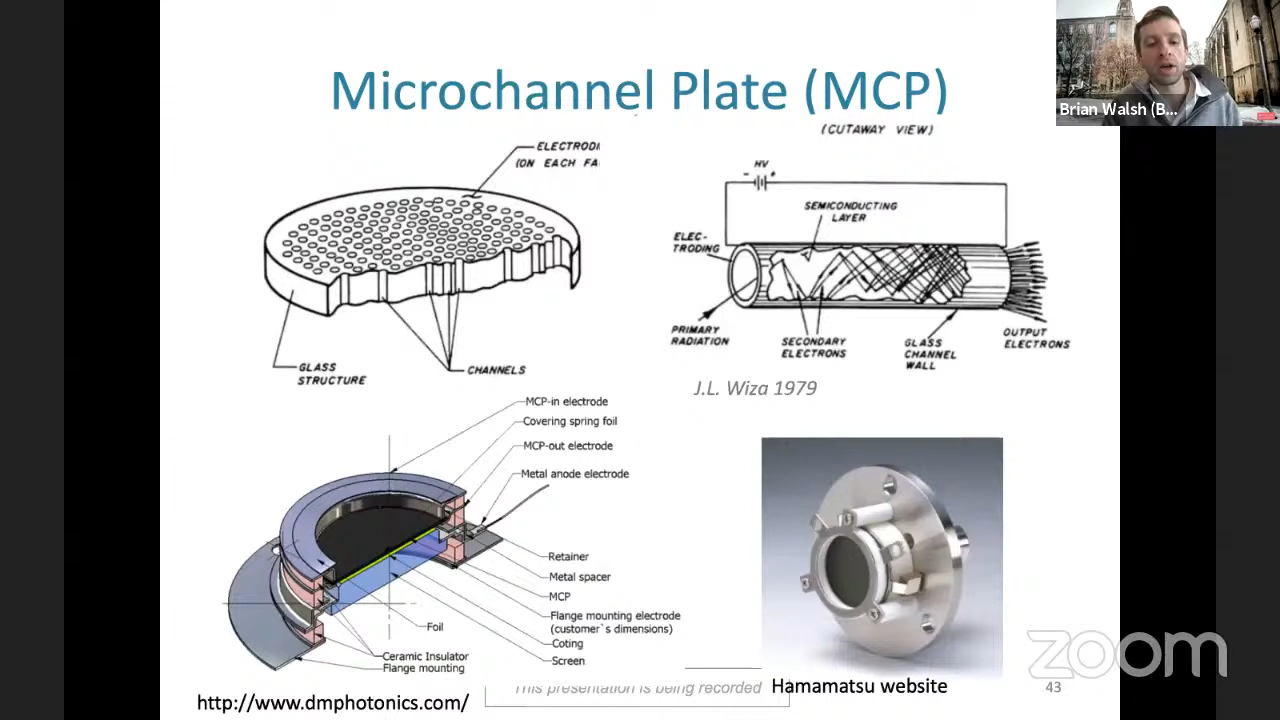 Microchannel Plate (MCP)
Brian Walsh (B...
(CUTAWAY VIEW)
ELECTRODI
(ON EACH FA
GLASS
STRUCTURE
CHANNELS
HV
- +
SEMICONDUCTING
LAYER
ELEC-
TRODING
PRIMARY
RADIATION
SECONDARY
ELECTRONS
GLASS
CHANNEL
WALL
OUTPUT
ELECTRONS
J.L. Wiza 1979
MCP-in electrode
Covering spring foil
MCP-out electrode
Metal anode electrode
Retainer
Metal spacer
MCP
Flange mounting electrode
(customer`s dimensions)
Coting
Screen
Foil
Ceramic Insulator
Flange mounting
http://www.dmphotonics.com/
This presentation is being recorded
Hamamatsu website
43
zoom